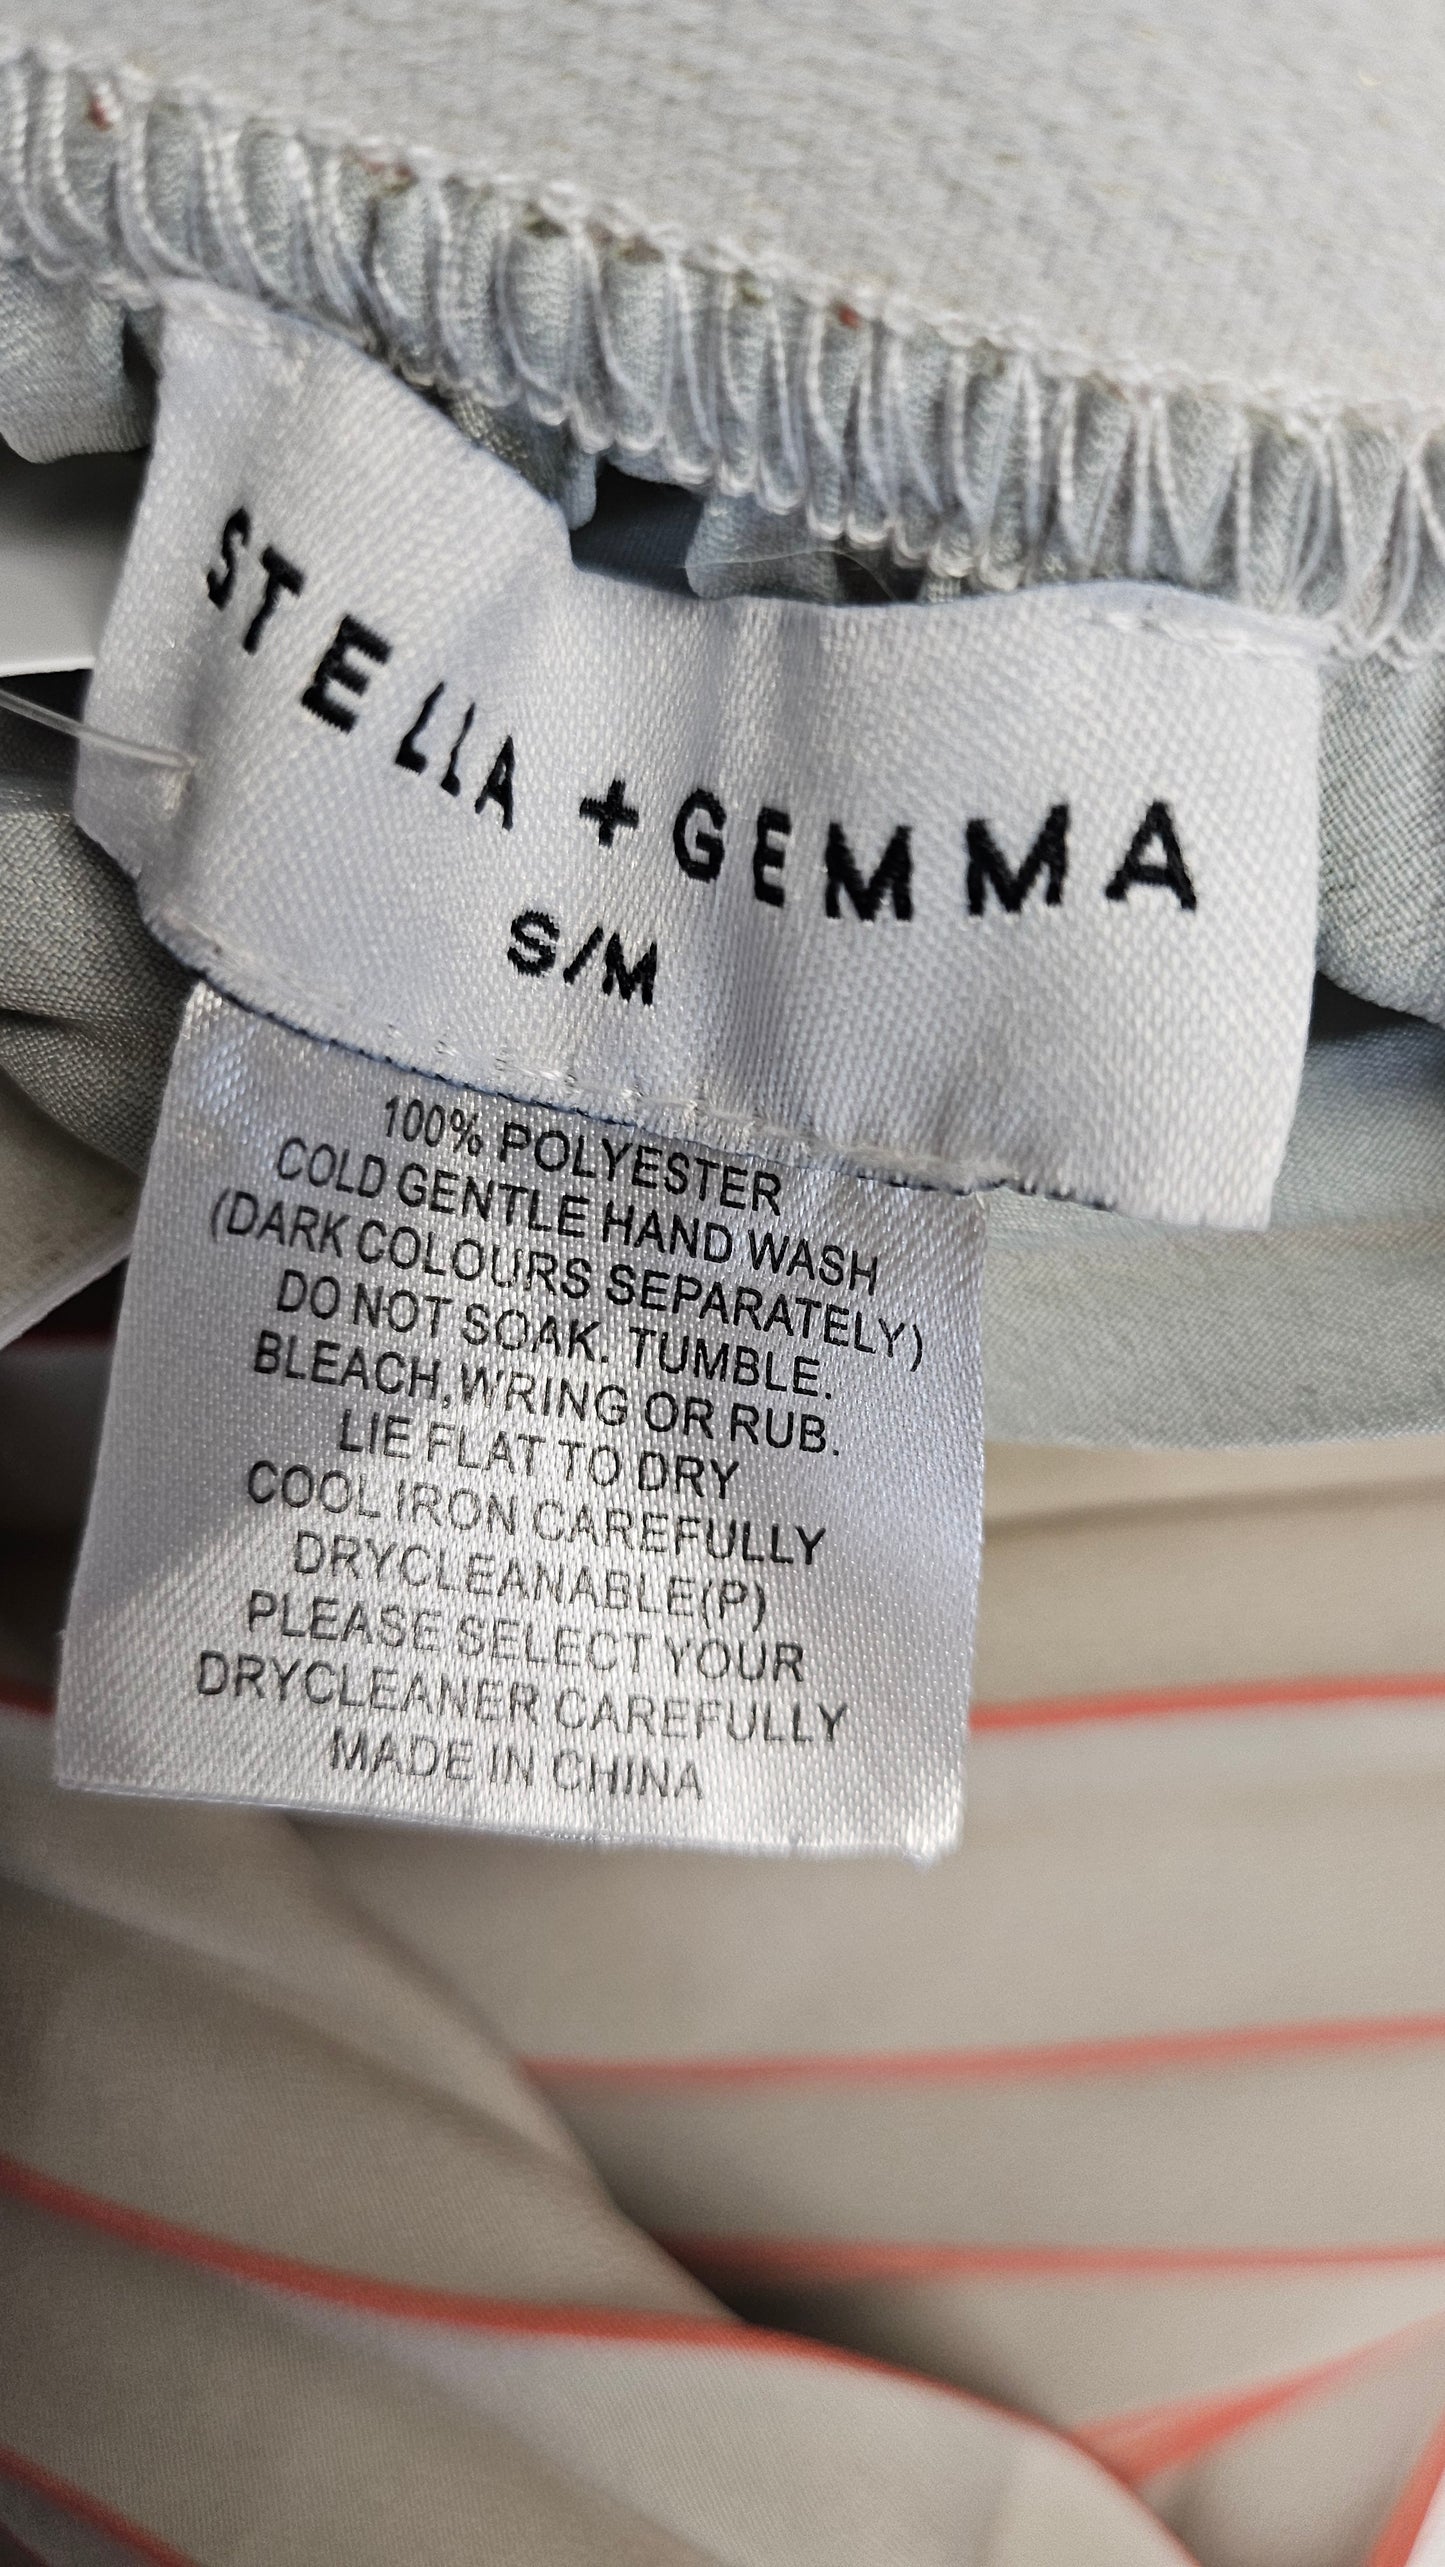 STELLA + GEMMA
S/M
100% POLYESTER
COLD GENTLE HAND WASH
(DARK COLOURS SEPARATELY)
DO NOT SOAK. TUMBLE.
BLEACH,WRING OR RUB.
LIE FLAT TO DRY
COOL IRON CAREFULLY
DRYCLEANABLE(P)
PLEASE SELECT YOUR
DRYCLEANER CAREFULLY
MADE IN CHINA